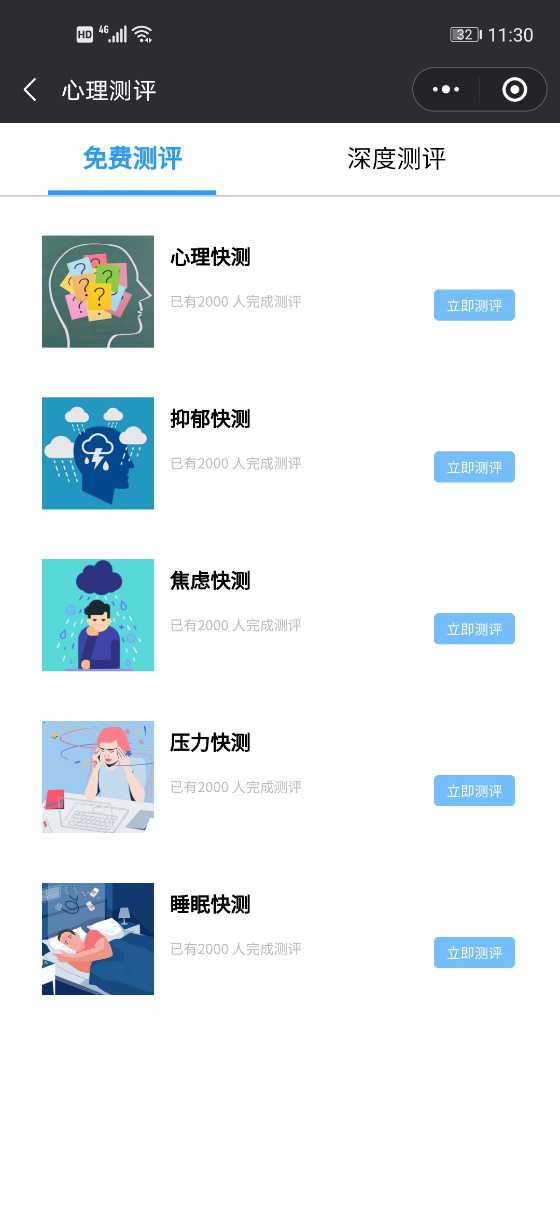 HD 4G 32 11:30
心理测评
免费测评 深度测评
心理快测
已有2000 人完成测评
立即测评
抑郁快测
已有2000 人完成测评
立即测评
焦虑快测
已有2000 人完成测评
立即测评
压力快测
已有2000 人完成测评
立即测评
睡眠快测
已有2000 人完成测评
立即测评